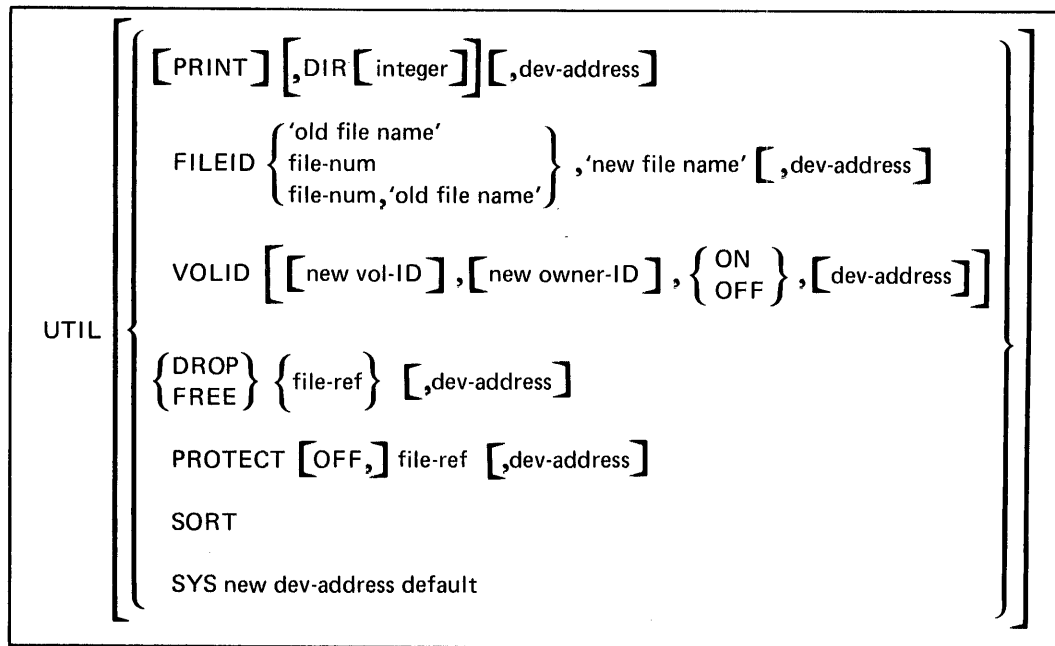 [PRINT] [,DIR [integer]] [,dev-address]
'old file name'
FILEID { file-num } ,'new file name' [,dev-address]
file-num,'old file name'
VOLID [[new vol-ID] ,[new owner-ID] , { ON
OFF } ,[dev-address]]
UTIL
{DROP
FREE} {file-ref} [,dev-address]
PROTECT [OFF,] file-ref [,dev-address]
SORT
SYS new dev-address default